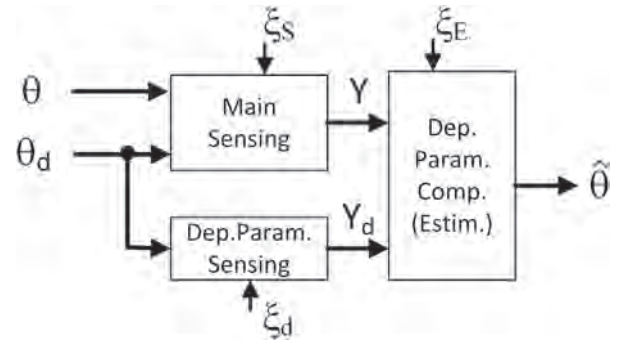 ξS
ξE
θ
Main
Sensing
Y
θd
Dep.
Param.
Comp.
(Estim.)
θ̂
Dep.Param.
Sensing
Yd
ξd